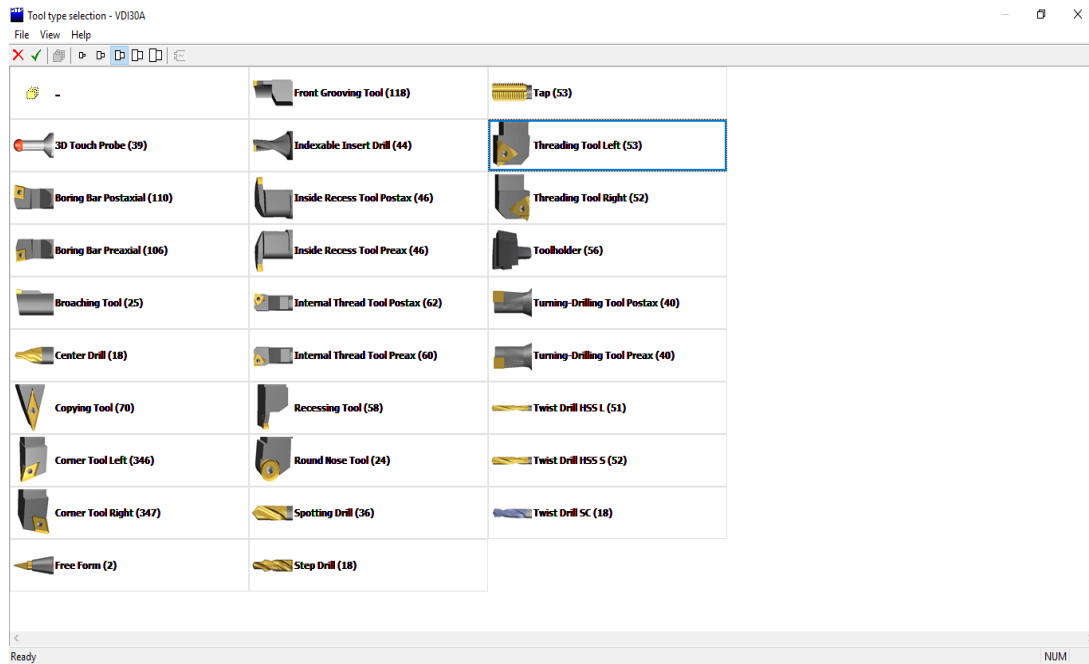 MTS
Tool type selection - VDI30A
File View Help
-
3D Touch Probe (39)
Boring Bar Postaxial (110)
Boring Bar Preaxial (106)
Broaching Tool (25)
Center Drill (18)
Copying Tool (70)
Corner Tool Left (346)
Corner Tool Right (347)
Free Form (2)
Front Grooving Tool (118)
Indexable Insert Drill (44)
Inside Recess Tool Postax (46)
Inside Recess Tool Preax (46)
Internal Thread Tool Postax (62)
Internal Thread Tool Preax (60)
Recessing Tool (58)
Round Nose Tool (24)
Spotting Drill (36)
Step Drill (18)
Tap (53)
Threading Tool Left (53)
Threading Tool Right (52)
Toolholder (56)
Turning-Drilling Tool Postax (40)
Turning-Drilling Tool Preax (40)
Twist Drill HSS L (51)
Twist Drill HSS S (52)
Twist Drill SC (18)
Ready
NUM